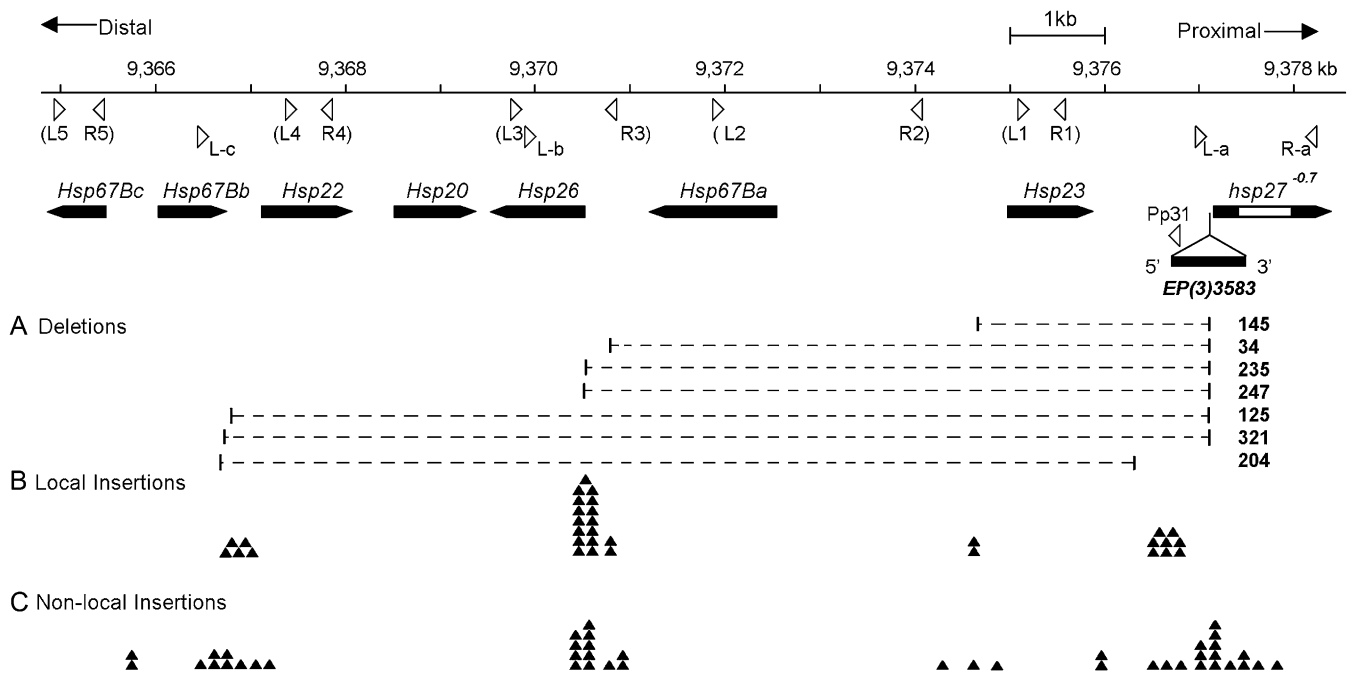 Distal
1kb
Proximal
9,366 9,368 9,370 9,372 9,374 9,376 9,378 kb
(L5 R5) L-c (L4 R4) (L3 L-b R3) ( L2 R2) (L1 R1) L-a R-a
Hsp67Bc Hsp67Bb Hsp22 Hsp20 Hsp26 Hsp67Ba Hsp23 hsp27 -0.7
Pp31
5' 3'
EP(3)3583
A Deletions
145
34
235
247
125
321
204
B Local Insertions
C Non-local Insertions